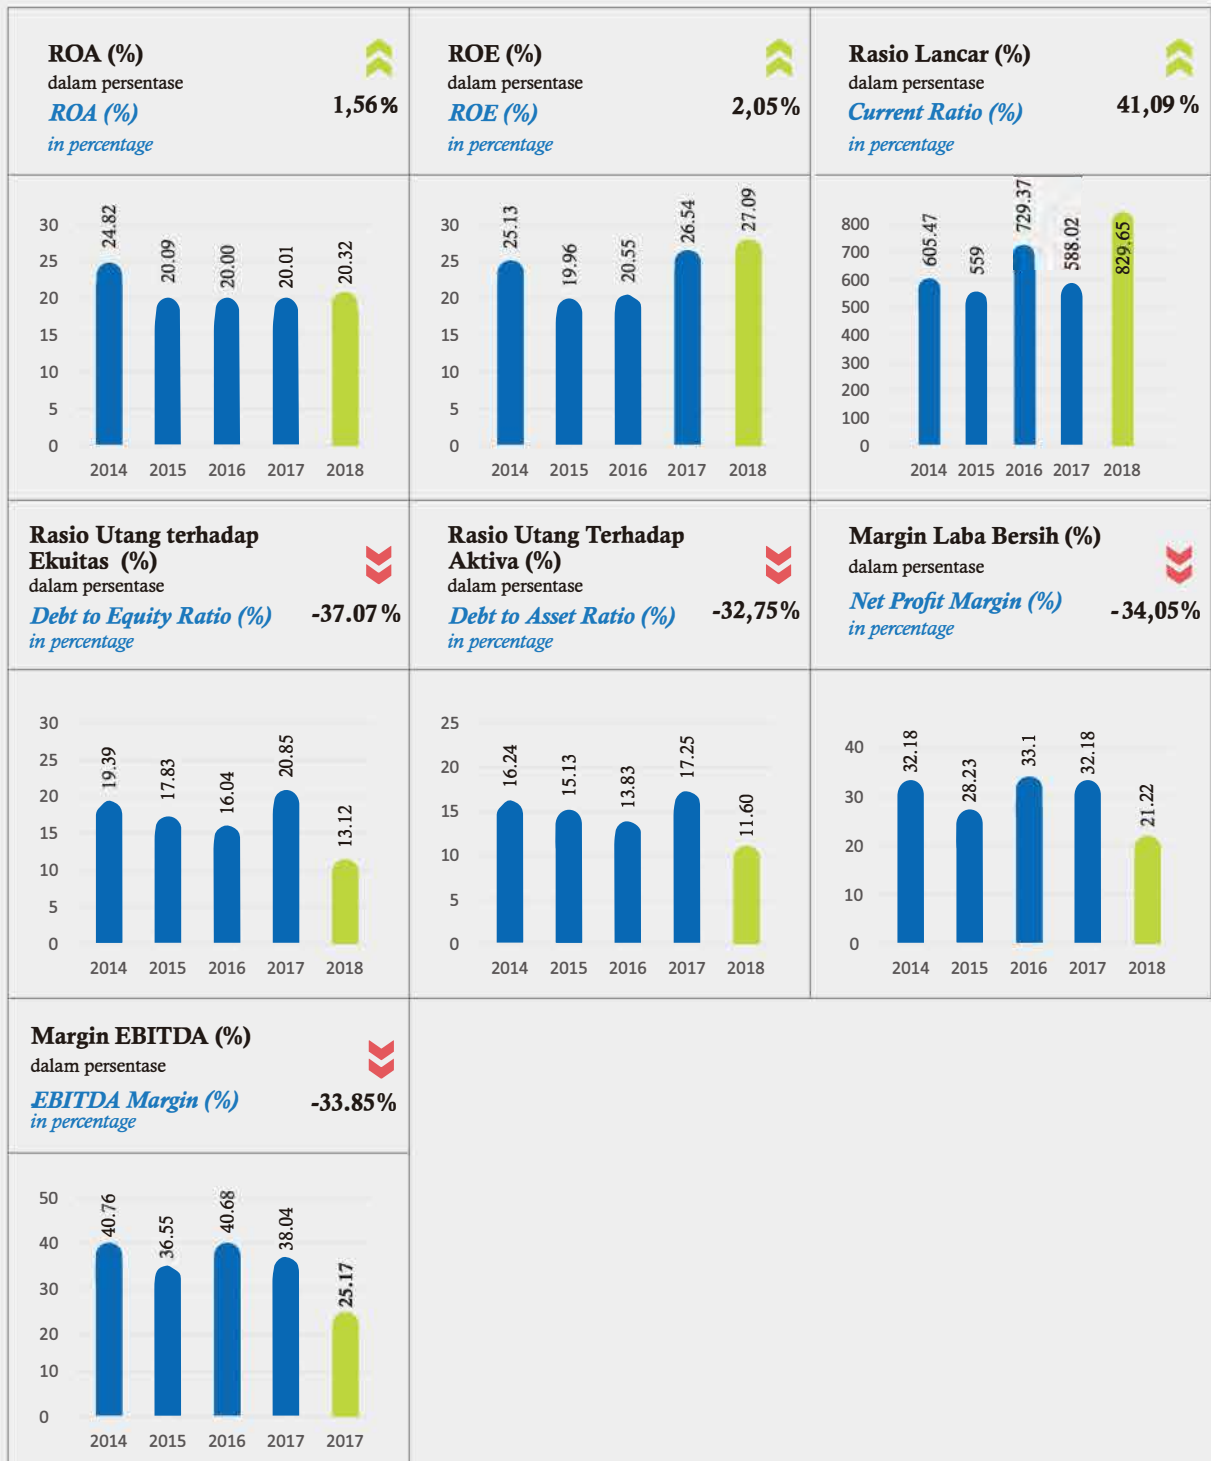 ROA (%)
dalam persentase
ROA (%)
in percentage
1,56%
30
25
20
15
10
5
0
24.82
20.09
20.00
20.01
20.32
2014 2015 2016 2017 2018
ROE (%)
dalam persentase
ROE (%)
in percentage
2,05%
30
25
20
15
10
5
0
25.13
19.96
20.55
26.54
27.09
2014 2015 2016 2017 2018
Rasio Lancar (%)
dalam persentase
Current Ratio (%)
in percentage
41,09 %
800
700
600
500
400
300
200
100
0
605.47
559
729.37
588.02
829.65
2014 2015 2016 2017 2018
Rasio Utang terhadap
Ekuitas (%)
dalam persentase
Debt to Equity Ratio (%)
in percentage
-37.07%
30
25
20
15
10
5
0
19.39
17.83
16.04
20.85
13.12
2014 2015 2016 2017 2018
Rasio Utang Terhadap
Aktiva (%)
dalam persentase
Debt to Asset Ratio (%)
in percentage
-32,75%
25
20
15
10
5
0
16.24
15.13
13.83
17.25
11.60
2014 2015 2016 2017 2018
Margin Laba Bersih (%)
dalam persentase
Net Profit Margin (%)
in percentage
-34,05%
40
30
20
10
0
32.18
28.23
33.1
32.18
21.22
2014 2015 2016 2017 2018
Margin EBITDA (%)
dalam persentase
EBITDA Margin (%)
in percentage
-33.85%
50
40
30
20
10
0
40.76
36.55
40.68
38.04
25.17
2014 2015 2016 2017 2017